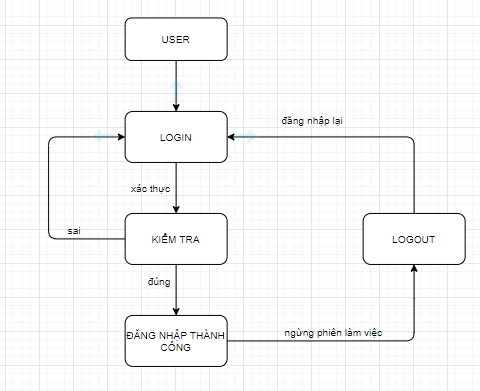 USER
đăng nhập lại
LOGIN
xác thực
sai
KIỂM TRA
LOGOUT
đúng
ĐĂNG NHẬP THÀNH
CÔNG
ngừng phiên làm việc